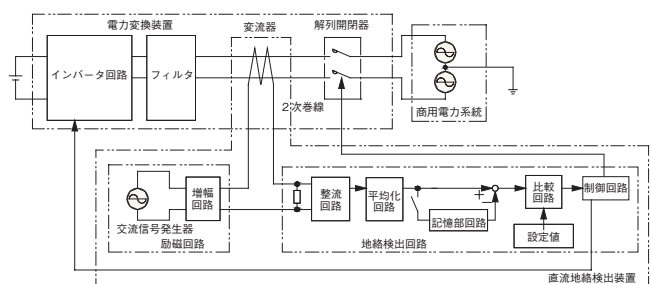 電力変換装置
変流器
解列開閉器
インバータ回路
フィルタ
2次巻線
商用電力系統
増幅
回路
交流信号発生器
励磁回路
整流
回路
平均化
回路
記憶部回路
+
−
比較
回路
制御回路
設定値
地絡検出回路
直流地絡検出装置